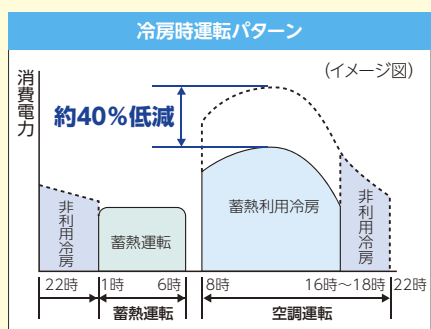 冷房時運転パターン
(イメージ図)
消費電力
約40%低減
非利用冷房
蓄熱運転
蓄熱利用冷房
非利用冷房
22時 1時 6時 8時 16時～18時 22時
蓄熱運転 空調運転